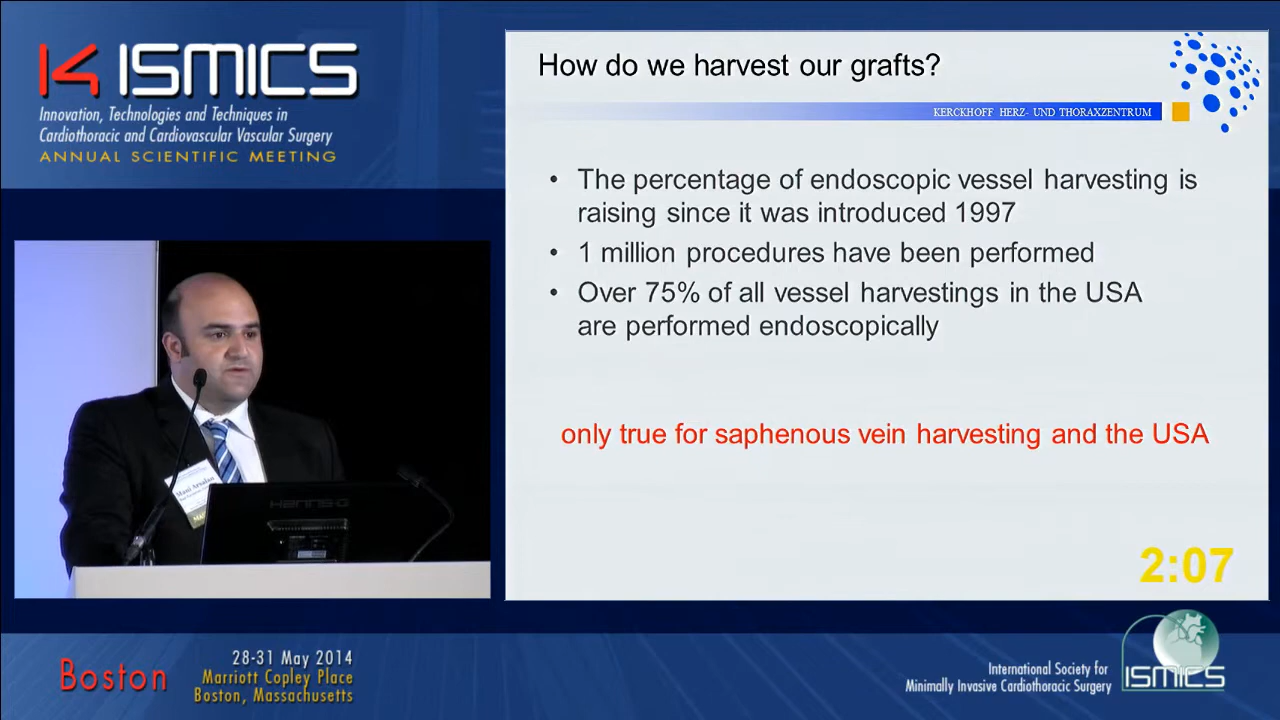 14 ISMICS
Innovation, Technologies and Techniques in
Cardiothoracic and Cardiovascular Vascular Surgery
ANNUAL SCIENTIFIC MEETING
How do we harvest our grafts?
KERCKHOFF HERZ- UND THORAXZENTRUM
• The percentage of endoscopic vessel harvesting is
raising since it was introduced 1997
• 1 million procedures have been performed
• Over 75% of all vessel harvestings in the USA
are performed endoscopically
only true for saphenous vein harvesting and the USA
2:07
Mani Arsalan
HANNS-G
Boston
28-31 May 2014
Marriott Copley Place
Boston, Massachusetts
International Society for
Minimally Invasive Cardiothoracic Surgery
ISMICS